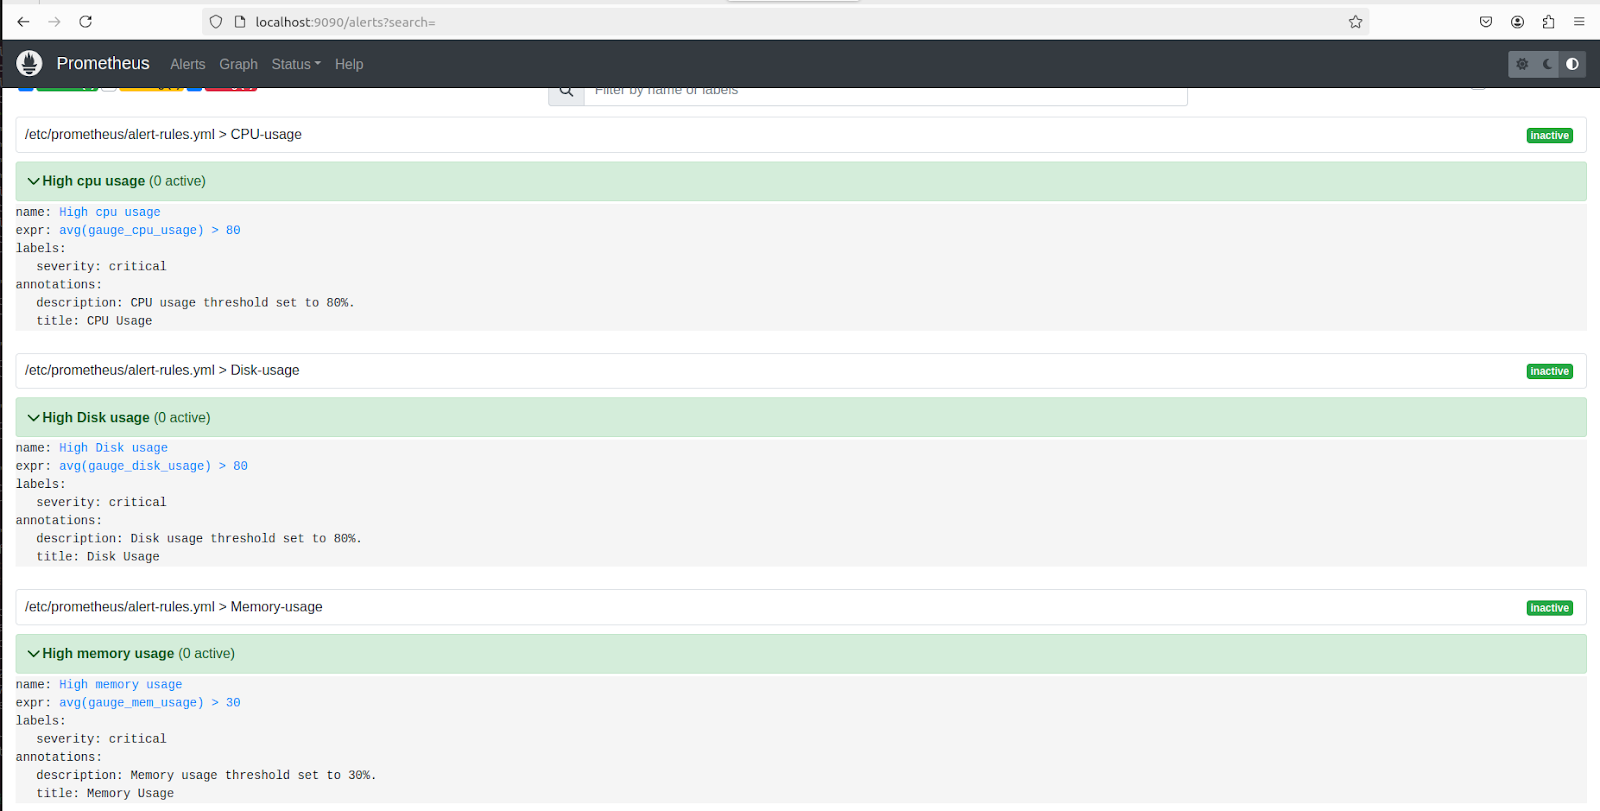 localhost:9090/alerts?search=
Prometheus Alerts Graph Status Help
Filter by name or labels
/etc/prometheus/alert-rules.yml > CPU-usage inactive
High cpu usage (0 active)
name: High cpu usage
expr: avg(gauge_cpu_usage) > 80
labels:
severity: critical
annotations:
description: CPU usage threshold set to 80%.
title: CPU Usage
/etc/prometheus/alert-rules.yml > Disk-usage inactive
High Disk usage (0 active)
name: High Disk usage
expr: avg(gauge_disk_usage) > 80
labels:
severity: critical
annotations:
description: Disk usage threshold set to 80%.
title: Disk Usage
/etc/prometheus/alert-rules.yml > Memory-usage inactive
High memory usage (0 active)
name: High memory usage
expr: avg(gauge_mem_usage) > 30
labels:
severity: critical
annotations:
description: Memory usage threshold set to 30%.
title: Memory Usage